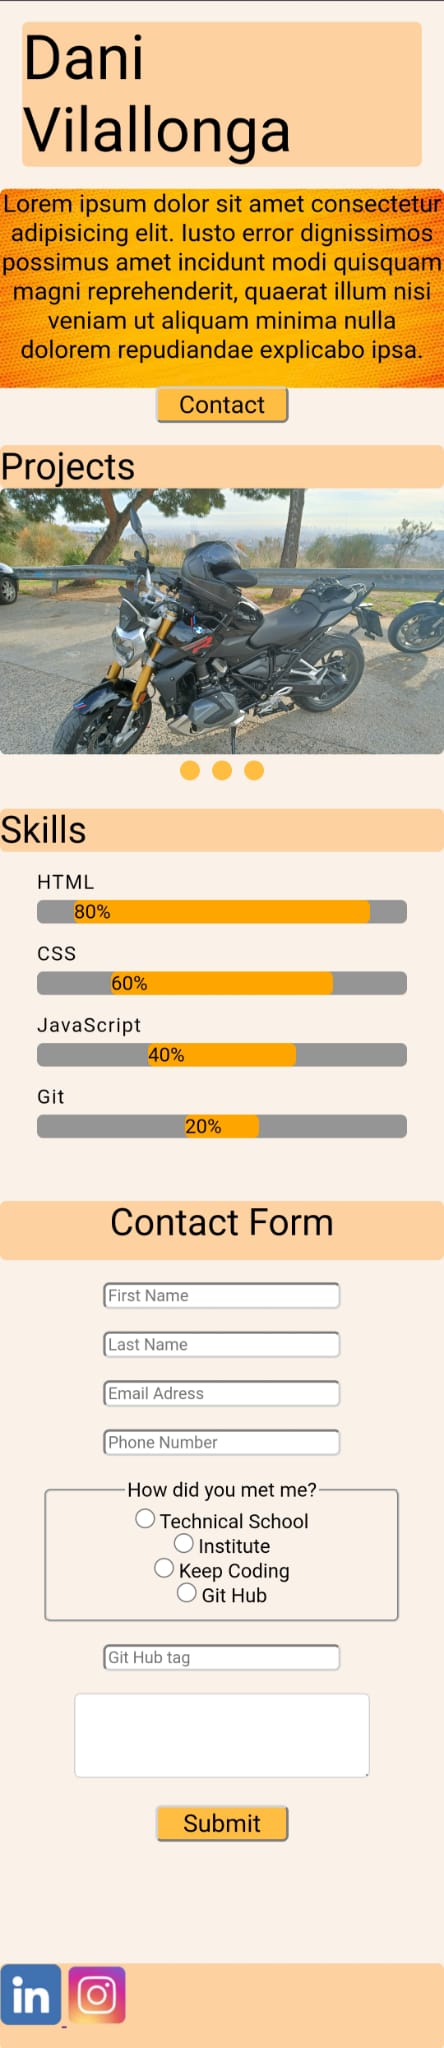 Dani
Vilallonga
Lorem ipsum dolor sit amet consectetur
adipisicing elit. Iusto error dignissimos
possimus amet incidunt modi quisquam
magni reprehenderit, quaerat illum nisi
veniam ut aliquam minima nulla
dolorem repudiandae explicabo ipsa.
Contact
Projects
Skills
HTML
80%
CSS
60%
JavaScript
40%
Git
20%
Contact Form
First Name
Last Name
Email Adress
Phone Number
How did you met me?
Technical School
Institute
Keep Coding
Git Hub
Git Hub tag
Submit
in